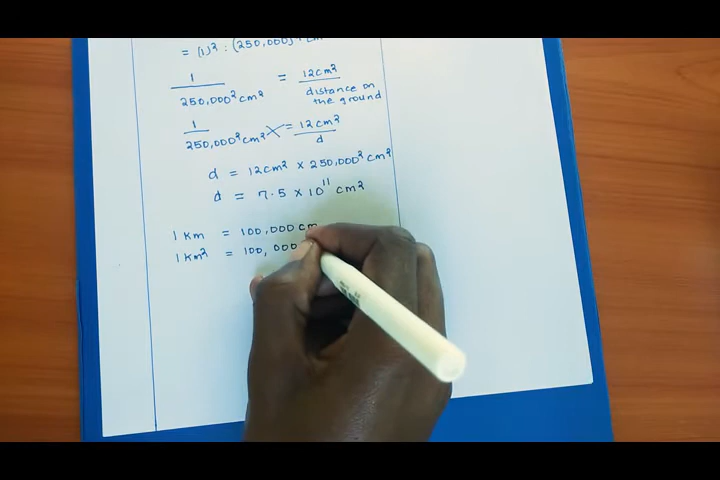 = (1)² : (250,000)² cm
1 / 250,000² cm² = 12cm² / distance on the ground
1 / 250,000² cm² = 12cm² / d
d = 12cm² × 250,000² cm²
d = 7.5 × 10¹¹ cm²
1 km = 100,000 cm
1 km² = 100,000